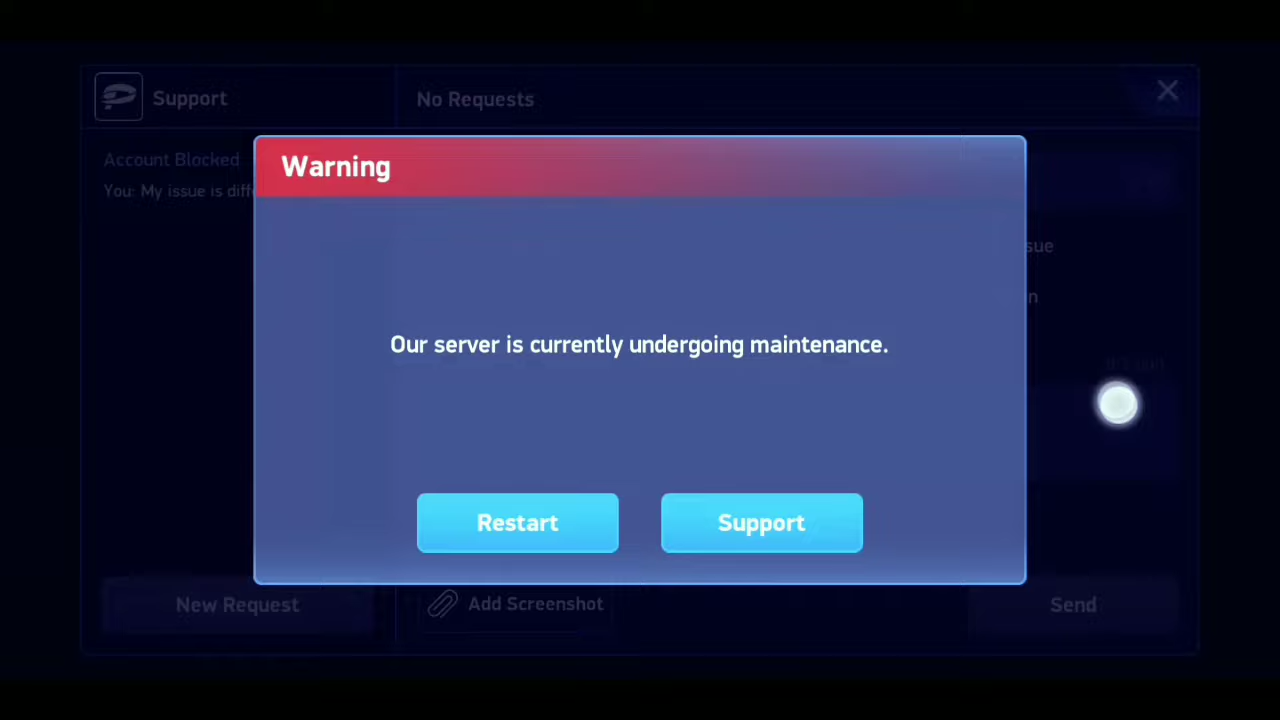 Support
No Requests
Account Blocked
You: My issue is diffe
Warning
Our server is currently undergoing maintenance.
Restart
Support
New Request
Add Screenshot
Send